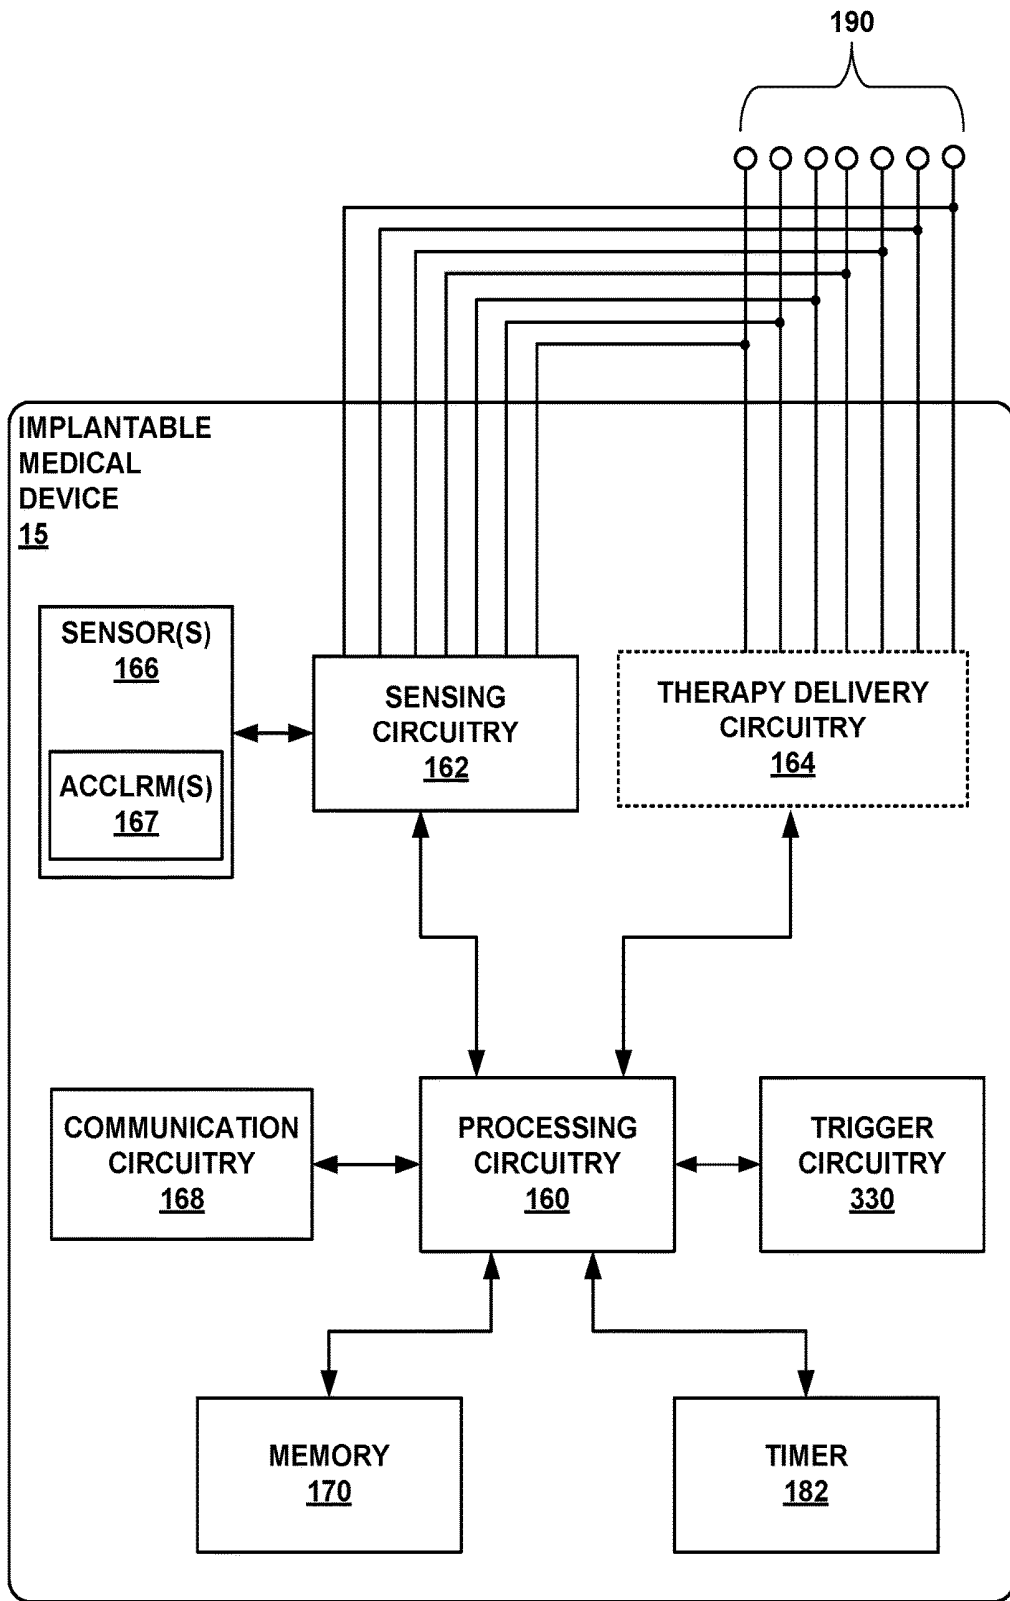 190
IMPLANTABLE
MEDICAL
DEVICE
15
SENSOR(S)
166
ACCLRM(S)
167
SENSING
CIRCUITRY
162
THERAPY DELIVERY
CIRCUITRY
164
COMMUNICATION
CIRCUITRY
168
PROCESSING
CIRCUITRY
160
TRIGGER
CIRCUITRY
330
MEMORY
170
TIMER
182